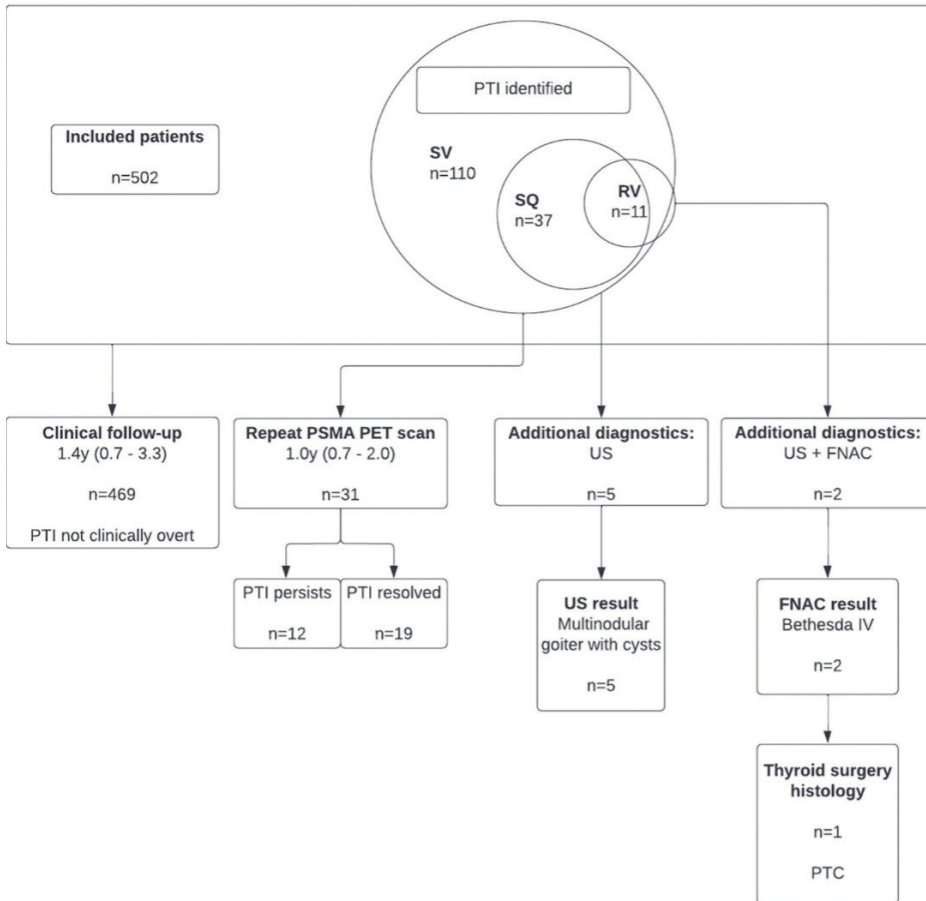 PTI identified
Included patients
n=502
SV
n=110
SQ
n=37
RV
n=11
Clinical follow-up
1.4y (0.7 - 3.3)
n=469
PTI not clinically overt
Repeat PSMA PET scan
1.0y (0.7 - 2.0)
n=31
PTI persists
n=12
PTI resolved
n=19
Additional diagnostics:
US
n=5
US result
Multinodular
goiter with cysts
n=5
Additional diagnostics:
US + FNAC
n=2
FNAC result
Bethesda IV
n=2
Thyroid surgery
histology
n=1
PTC